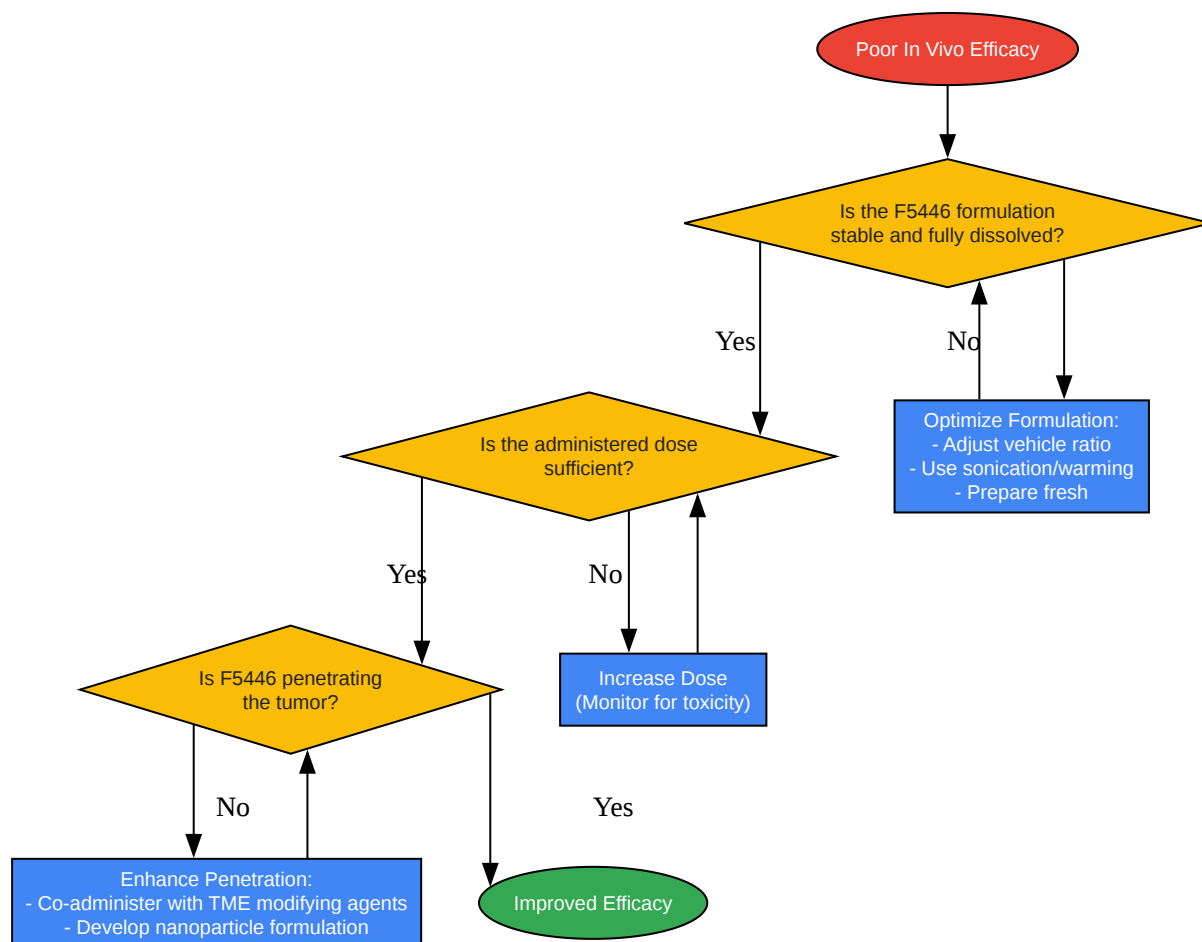 Poor In Vivo Efficacy
Is the F5446 formulation
stable and fully dissolved?
Yes
No
Optimize Formulation:
- Adjust vehicle ratio
- Use sonication/warming
- Prepare fresh
Is the administered dose
sufficient?
Yes
No
Increase Dose
(Monitor for toxicity)
Is F5446 penetrating
the tumor?
No
Yes
Enhance Penetration:
- Co-administer with TME modifying agents
- Develop nanoparticle formulation
Improved Efficacy